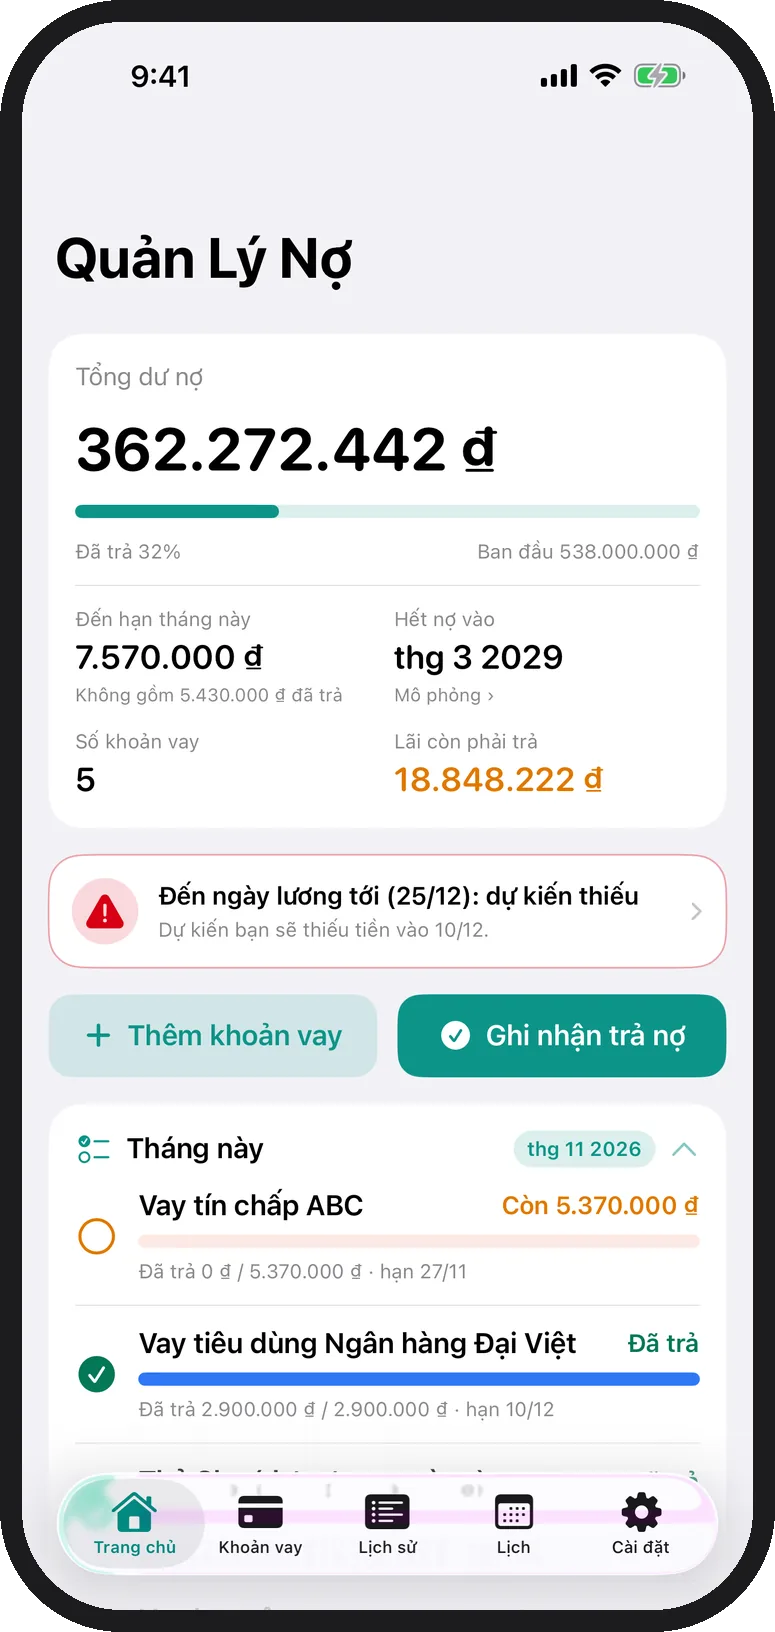 9:41
Quản Lý Nợ
Tổng dư nợ
362.272.442 ₫
Đã trả 32%
Ban đầu 538.000.000 ₫
Đến hạn tháng này
Hết nợ vào
7.570.000 ₫
thg 3 2029
Không gồm 5.430.000 ₫ đã trả
Mô phỏng ›
Số khoản vay
Lãi còn phải trả
5
18.848.222 ₫
Đến ngày lương tới (25/12): dự kiến thiếu
Dự kiến bạn sẽ thiếu tiền vào 10/12.
Thêm khoản vay
Ghi nhận trả nợ
Tháng này
thg 11 2026
Vay tín chấp ABC
Còn 5.370.000 ₫
Đã trả 0 ₫ / 5.370.000 ₫ · hạn 27/11
Vay tiêu dùng Ngân hàng Đại Việt
Đã trả
Đã trả 2.900.000 ₫ / 2.900.000 ₫ · hạn 10/12
Trang chủ
Khoản vay
Lịch sử
Lịch
Cài đặt